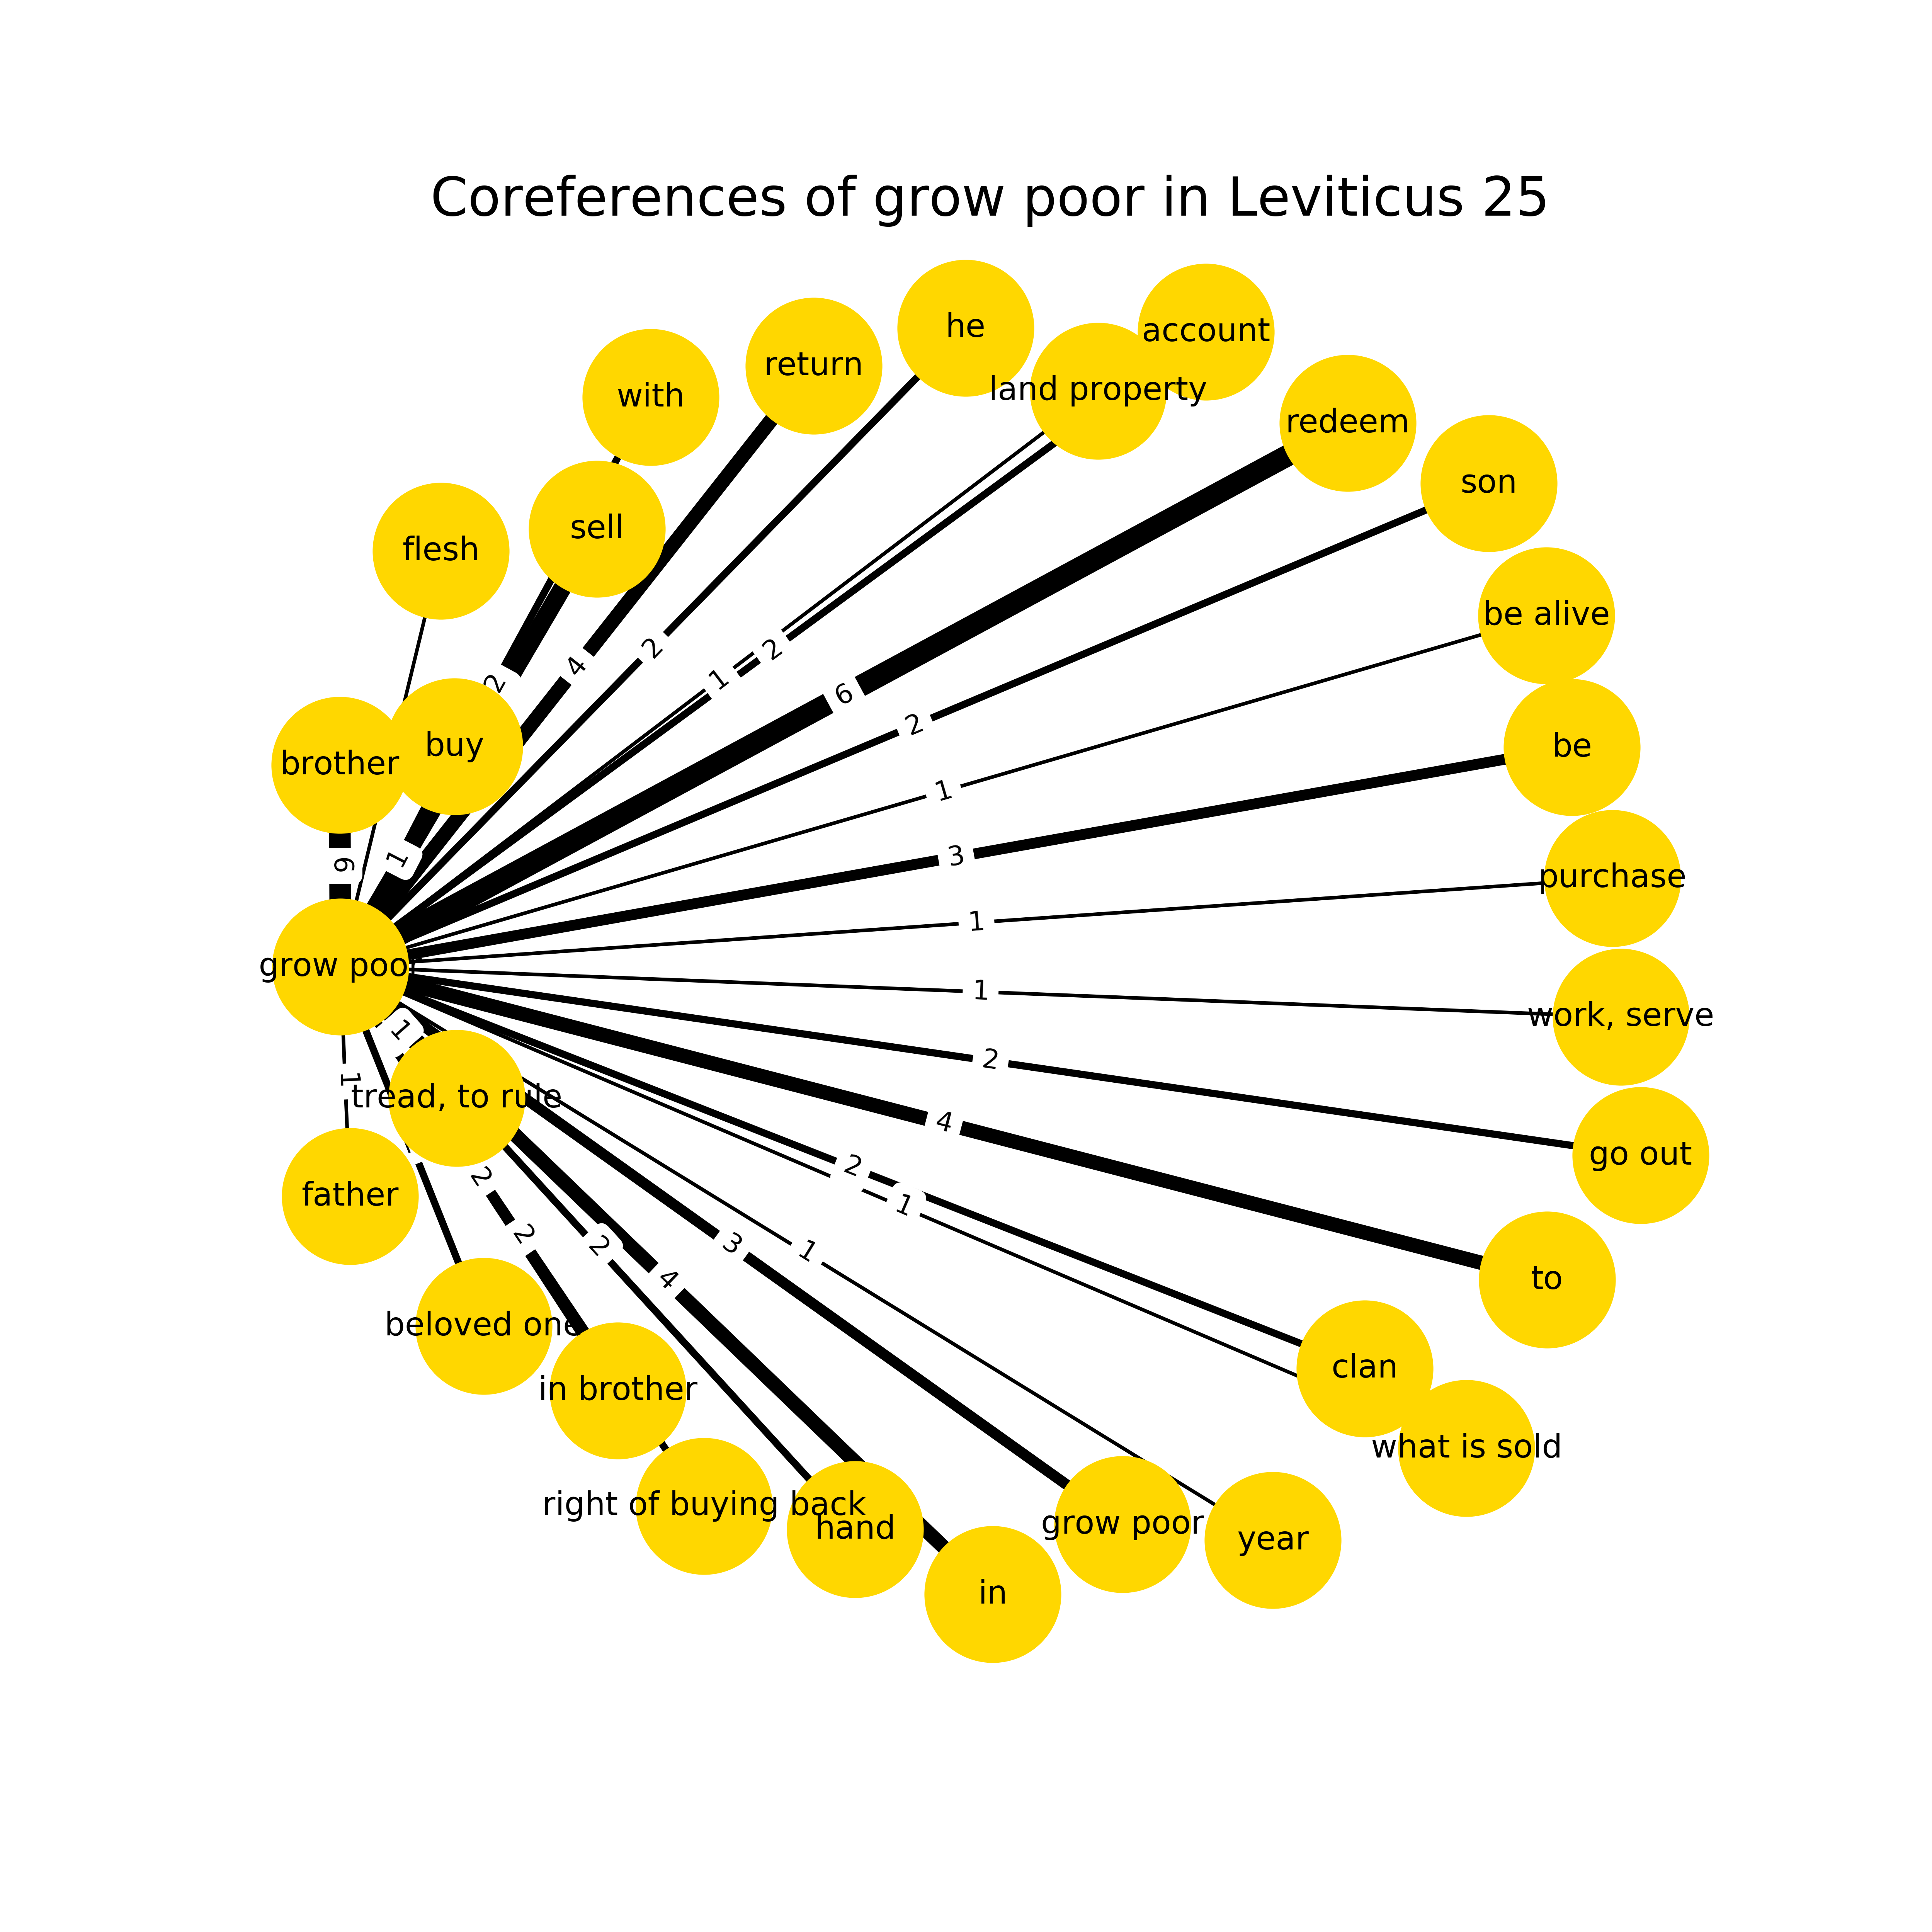 Coreferences of grow poor in Leviticus 25
he
account
return
land property
with
redeem
son
sell
flesh
be alive
2
4
2
1
2
6
2
buy
be
brother
1
3
6
1
purchase
1
grow poor
1
work, serve
1
2
tread, to rule
1
4
go out
father
2
2
1
2
2
3
1
4
to
beloved one
clan
in brother
what is sold
right of buying back
hand
grow poor
year
in